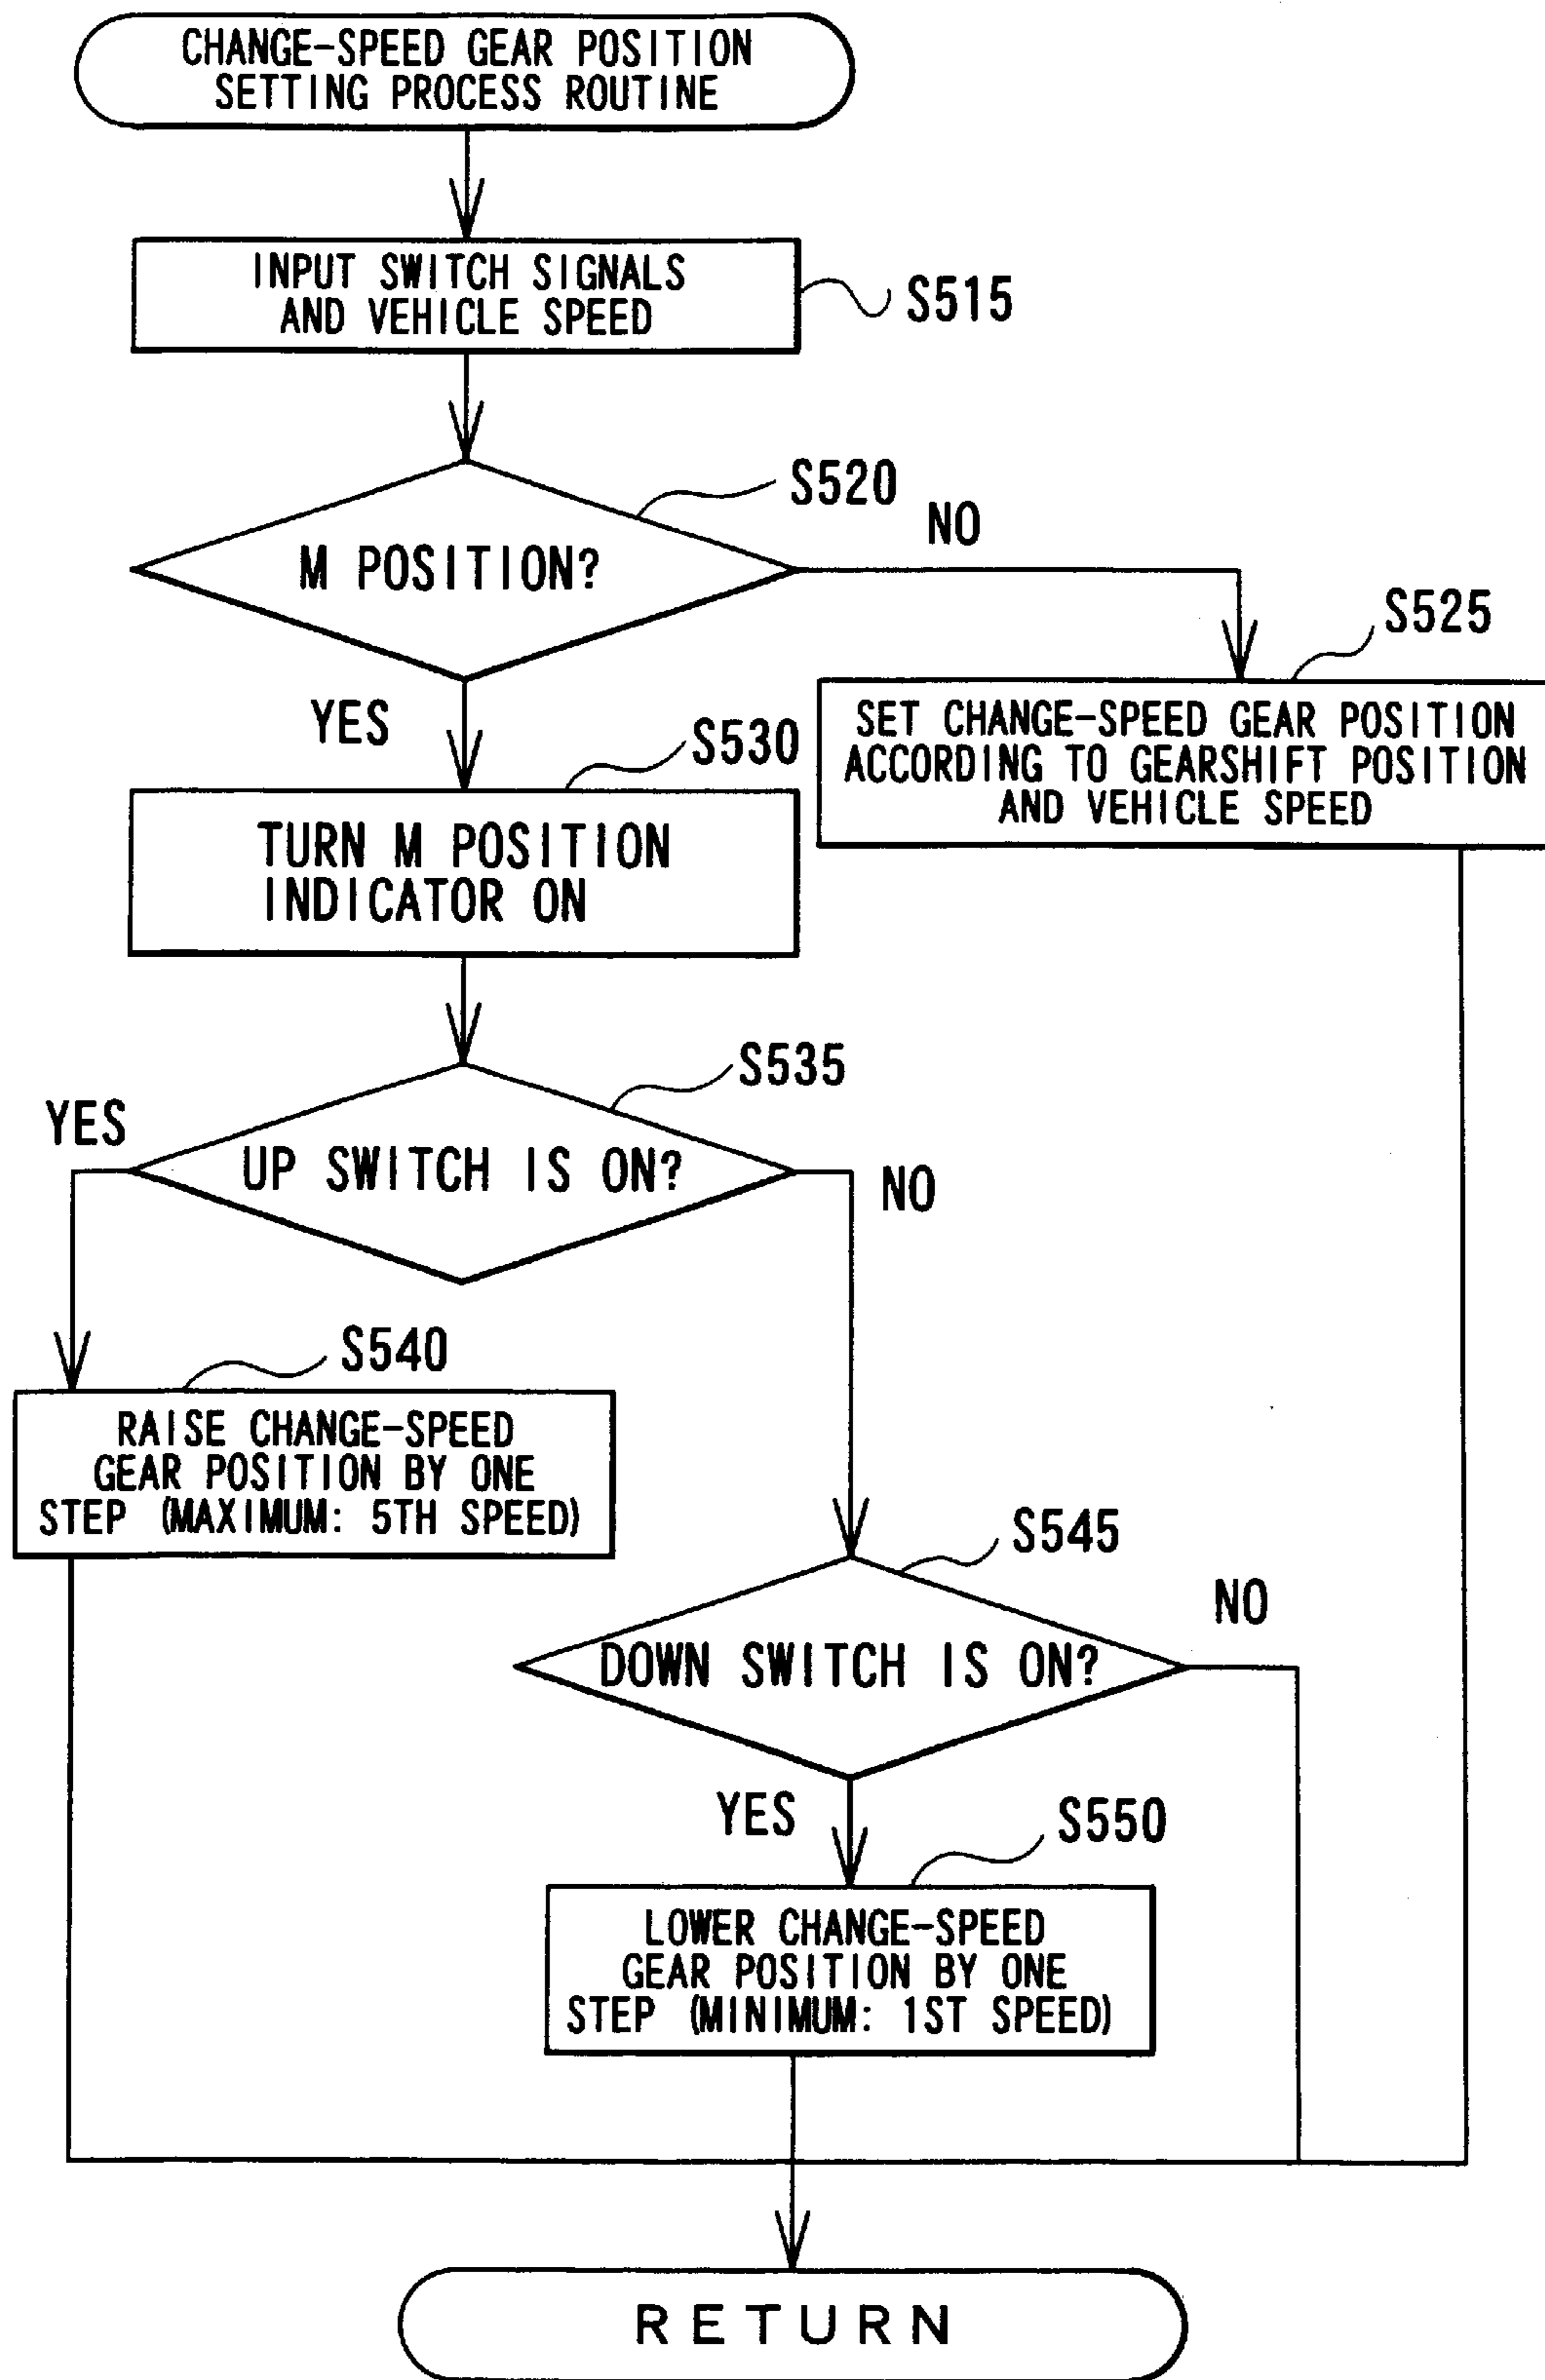 CHANGE-SPEED GEAR POSITION
SETTING PROCESS ROUTINE
INPUT SWITCH SIGNALS
AND VEHICLE SPEED
S515
S520
M POSITION?
NO
YES
S525
SET CHANGE-SPEED GEAR POSITION
ACCORDING TO GEARSHIFT POSITION
AND VEHICLE SPEED
S530
TURN M POSITION
INDICATOR ON
S535
YES
UP SWITCH IS ON?
NO
S540
RAISE CHANGE-SPEED
GEAR POSITION BY ONE
STEP (MAXIMUM: 5TH SPEED)
S545
NO
DOWN SWITCH IS ON?
YES
S550
LOWER CHANGE-SPEED
GEAR POSITION BY ONE
STEP (MINIMUM: 1ST SPEED)
RETURN